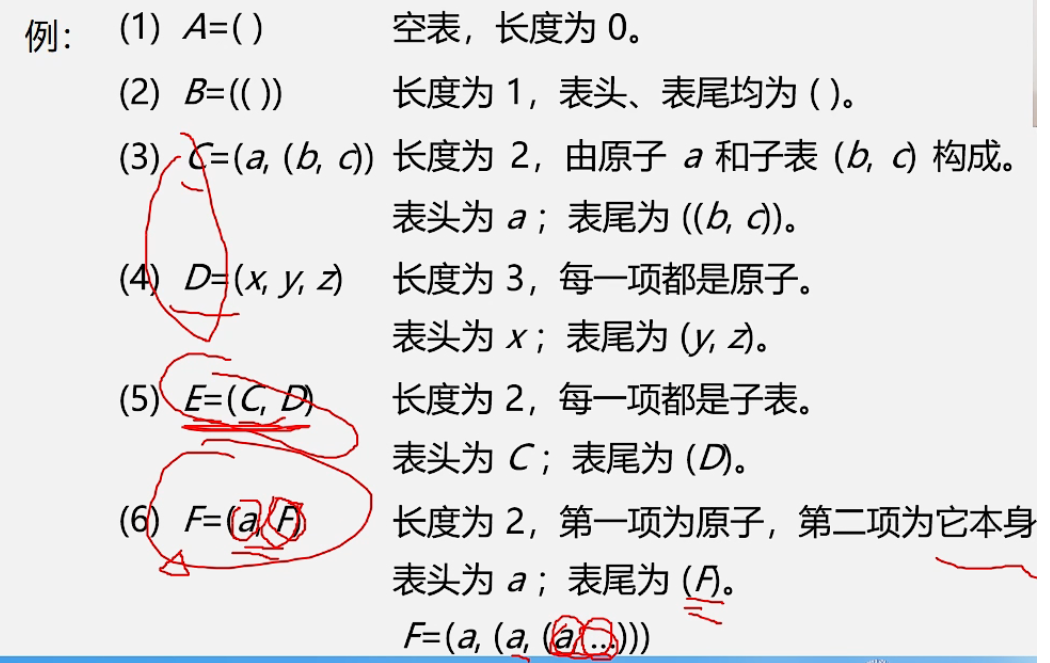 例： (1) A=( ) 空表，长度为 0。
(2) B=(( )) 长度为 1，表头、表尾均为 ( )。
(3) C=(a, (b, c)) 长度为 2，由原子 a 和子表 (b, c) 构成。
表头为 a ；表尾为 ((b, c))。
(4) D=(x, y, z) 长度为 3，每一项都是原子。
表头为 x ；表尾为 (y, z)。
(5) E=(C, D) 长度为 2，每一项都是子表。
表头为 C ；表尾为 (D)。
(6) F=(a, F) 长度为 2，第一项为原子，第二项为它本身
表头为 a ；表尾为 (F)。
F=(a, (a, (a, …)))